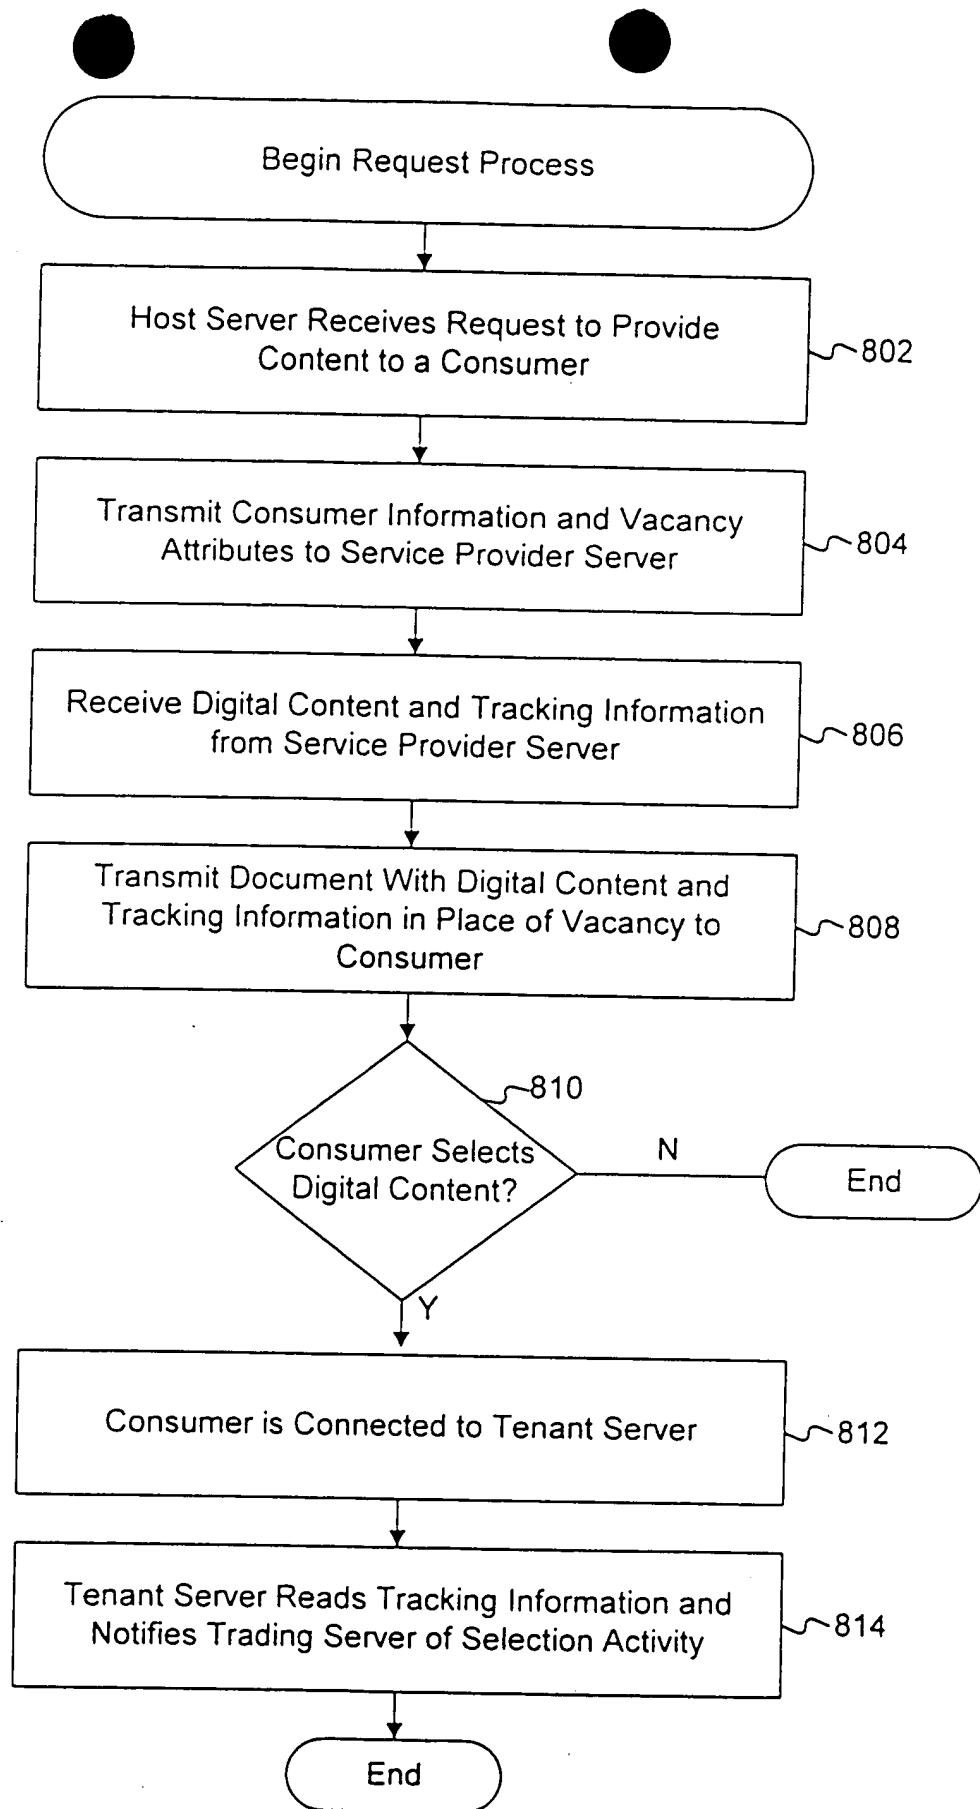 Begin Request Process
Host Server Receives Request to Provide
Content to a Consumer
802
Transmit Consumer Information and Vacancy
Attributes to Service Provider Server
804
Receive Digital Content and Tracking Information
from Service Provider Server
806
Transmit Document With Digital Content and
Tracking Information in Place of Vacancy to
Consumer
808
810
Consumer Selects
Digital Content?
N
End
Y
Consumer is Connected to Tenant Server
812
Tenant Server Reads Tracking Information and
Notifies Trading Server of Selection Activity
814
End